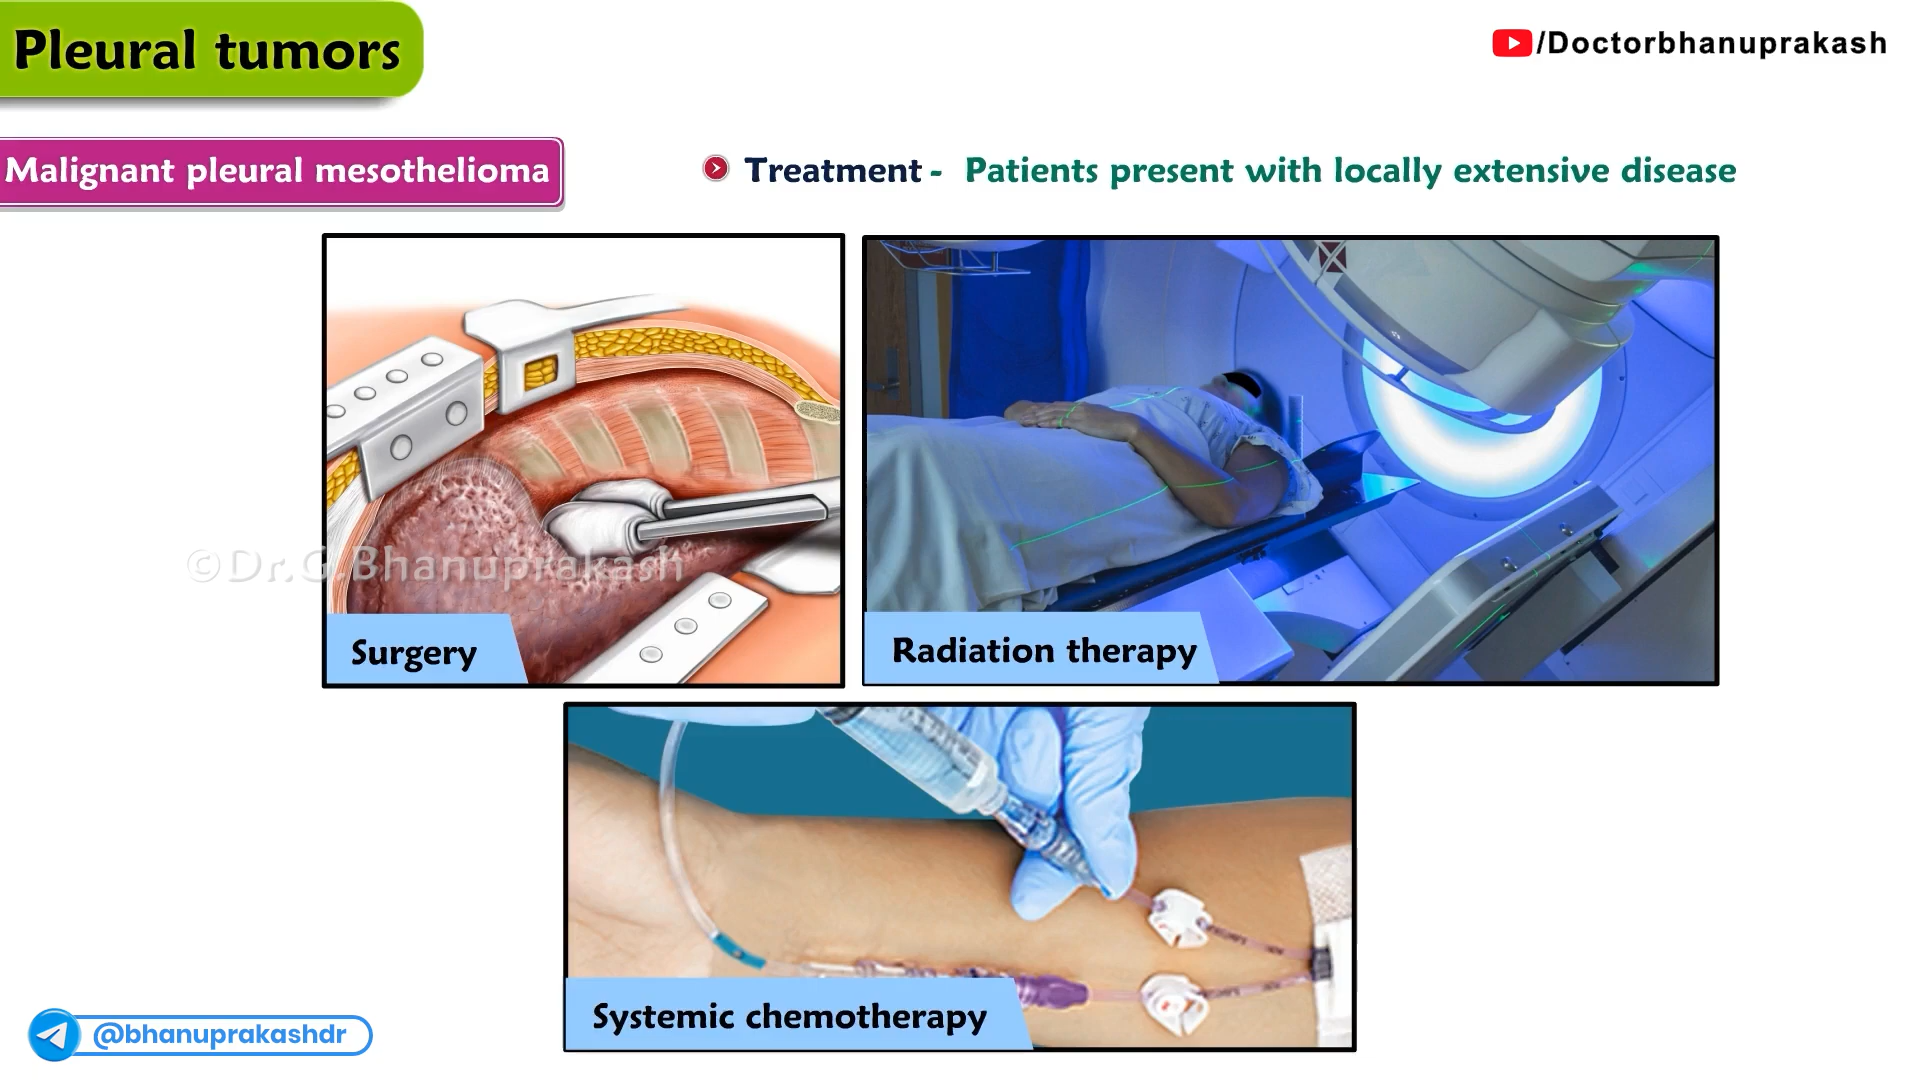 Pleural tumors
/Doctorbhanuprakash
Malignant pleural mesothelioma
Treatment - Patients present with locally extensive disease
©Dr.G.Bhanuprakash
Surgery
Radiation therapy
Systemic chemotherapy
@bhanuprakashdr